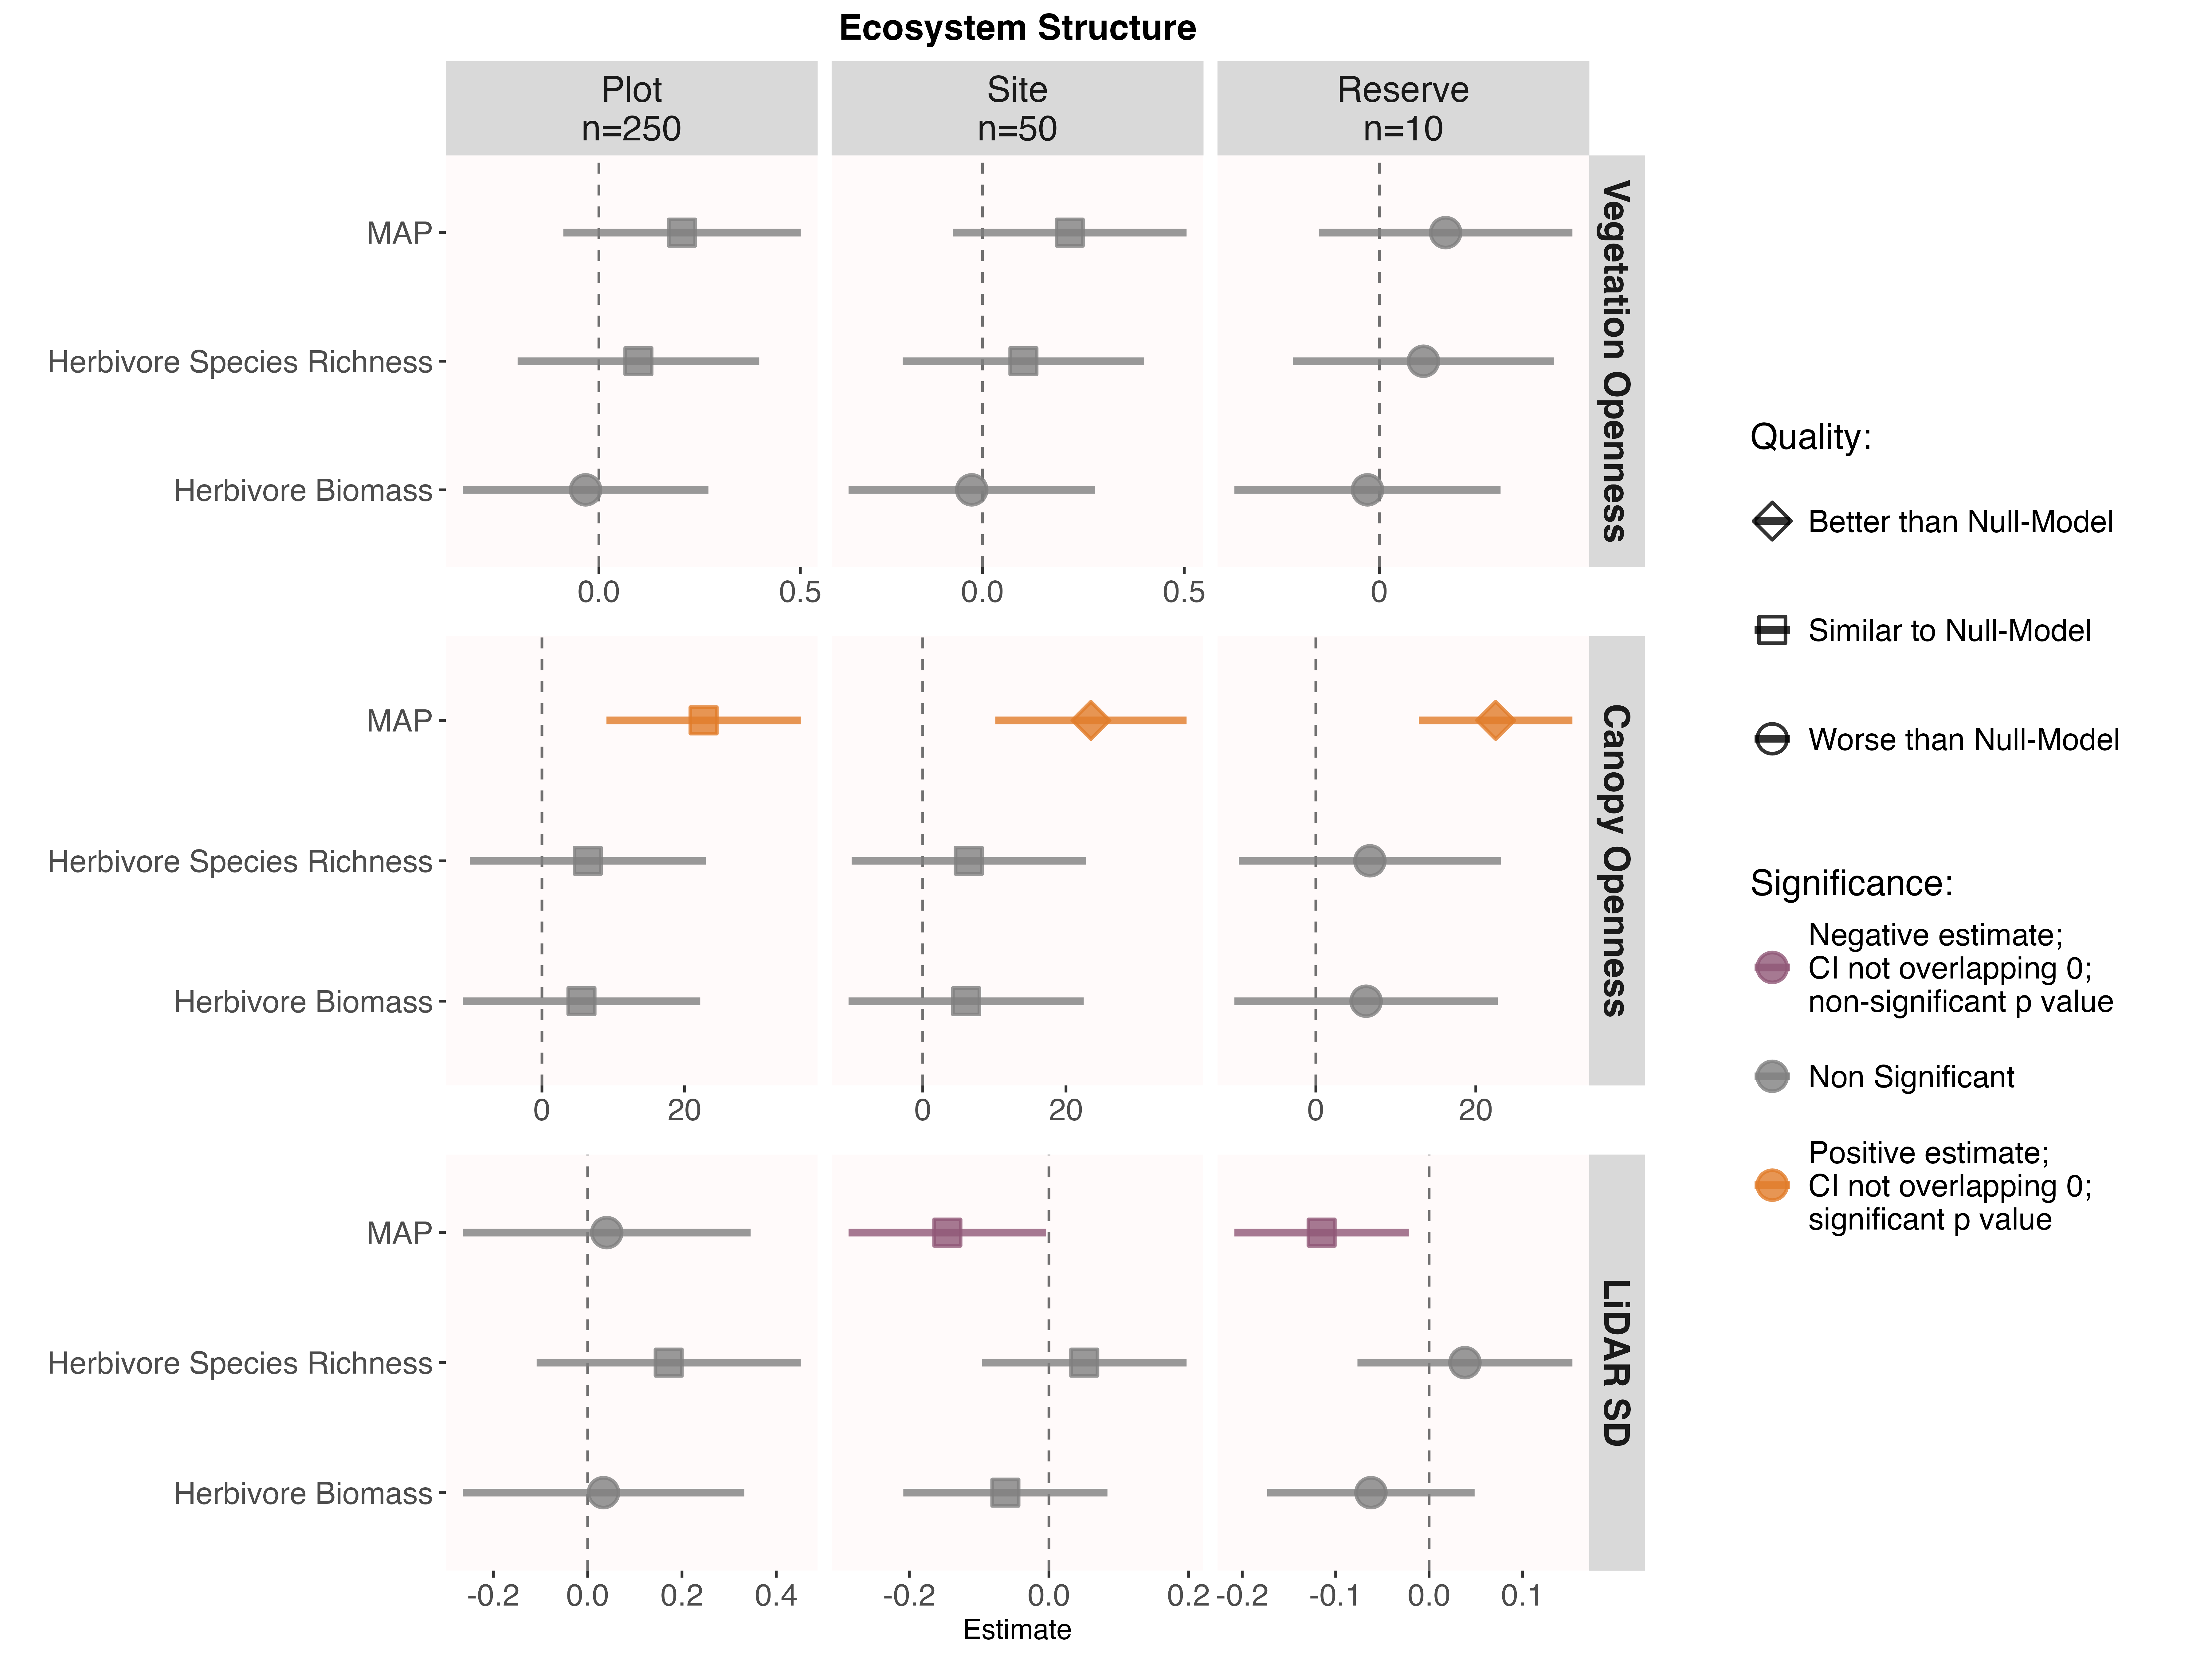 Ecosystem Structure
Plot
n=250
Site
n=50
Reserve
n=10
MAP
Herbivore Species Richness
Herbivore Biomass
Vegetation Openness
0.0
0.5
0.0
0.5
0
MAP
Herbivore Species Richness
Herbivore Biomass
Canopy Openness
0
20
0
20
0
20
MAP
Herbivore Species Richness
Herbivore Biomass
LiDAR SD
-0.2
0.0
0.2
0.4
-0.2
0.0
0.2
-0.2
-0.1
0.0
0.1
Estimate
Quality:
Better than Null-Model
Similar to Null-Model
Worse than Null-Model
Significance:
Negative estimate;
CI not overlapping 0;
non-significant p value
Non Significant
Positive estimate;
CI not overlapping 0;
significant p value